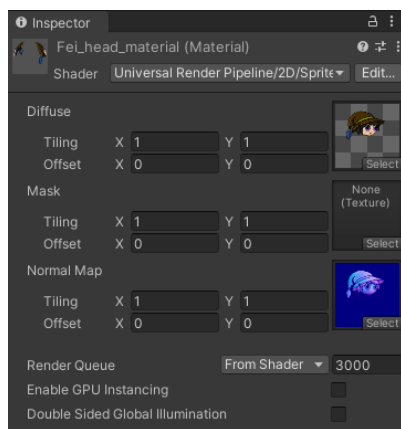 Inspector
Fei_head_material (Material)
Shader Universal Render Pipeline/2D/Sprite Edit...
Diffuse
Tiling X 1 Y 1
Offset X 0 Y 0
Select
Mask
None
(Texture)
Tiling X 1 Y 1
Offset X 0 Y 0
Select
Normal Map
Tiling X 1 Y 1
Offset X 0 Y 0
Select
Render Queue From Shader 3000
Enable GPU Instancing
Double Sided Global Illumination